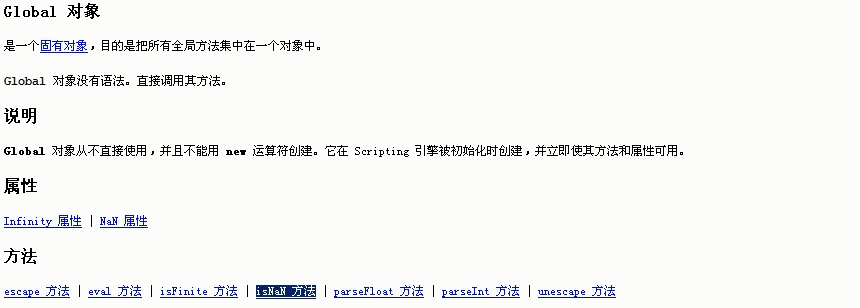 Global 对象
是一个固有对象,目的是把所有全局方法集中在一个对象中。
Global 对象没有语法。直接调用其方法。
说明
Global 对象从不直接使用,并且不能用 new 运算符创建。它在 Scripting 引擎被初始化时创建,并立即使其方法和属性可用。
属性
Infinity 属性 | NaN 属性
方法
escape 方法 | eval 方法 | isFinite 方法 | isNaN 方法 | parseFloat 方法 | parseInt 方法 | unescape 方法